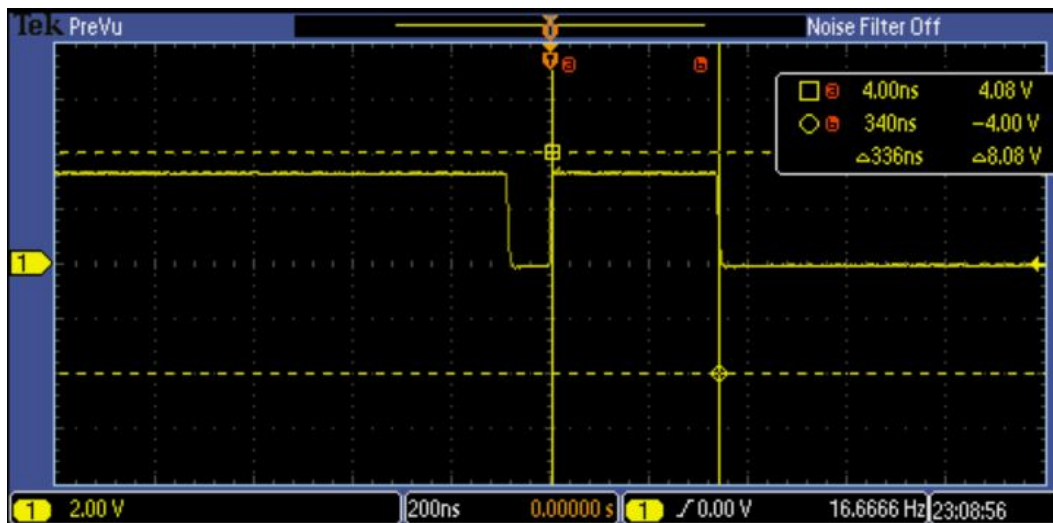 Tek PreVu Noise Filter Off
a b
a 4.00ns 4.08 V
b 340ns −4.00 V
△336ns △8.08 V
1
1 2.00 V 200ns 0.00000 s 1 0.00 V 16.6666 Hz 23:08:56